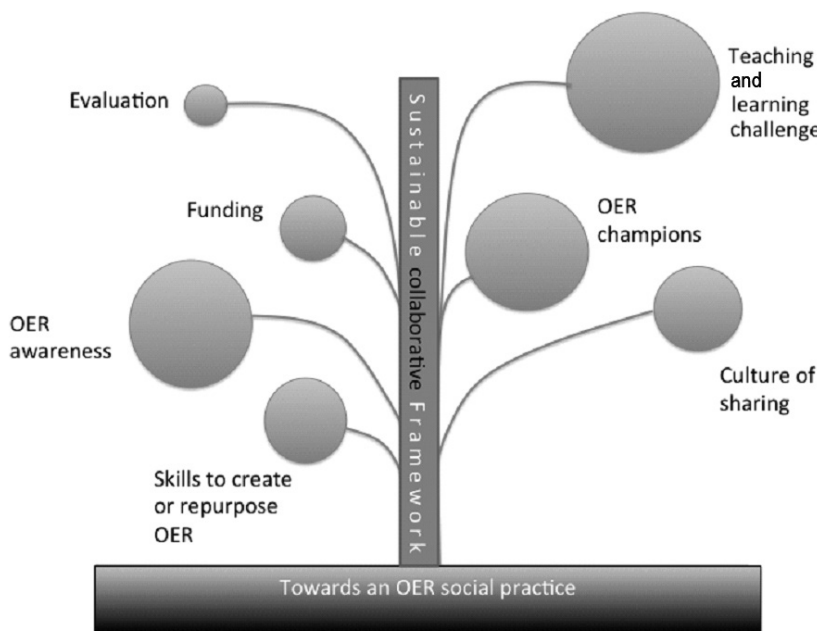 Evaluation
Teaching
and
learning
challenge
Funding
OER
champions
OER
awareness
Culture of
sharing
Skills to create
or repurpose
OER
Sustainable collaborative Framework
Towards an OER social practice